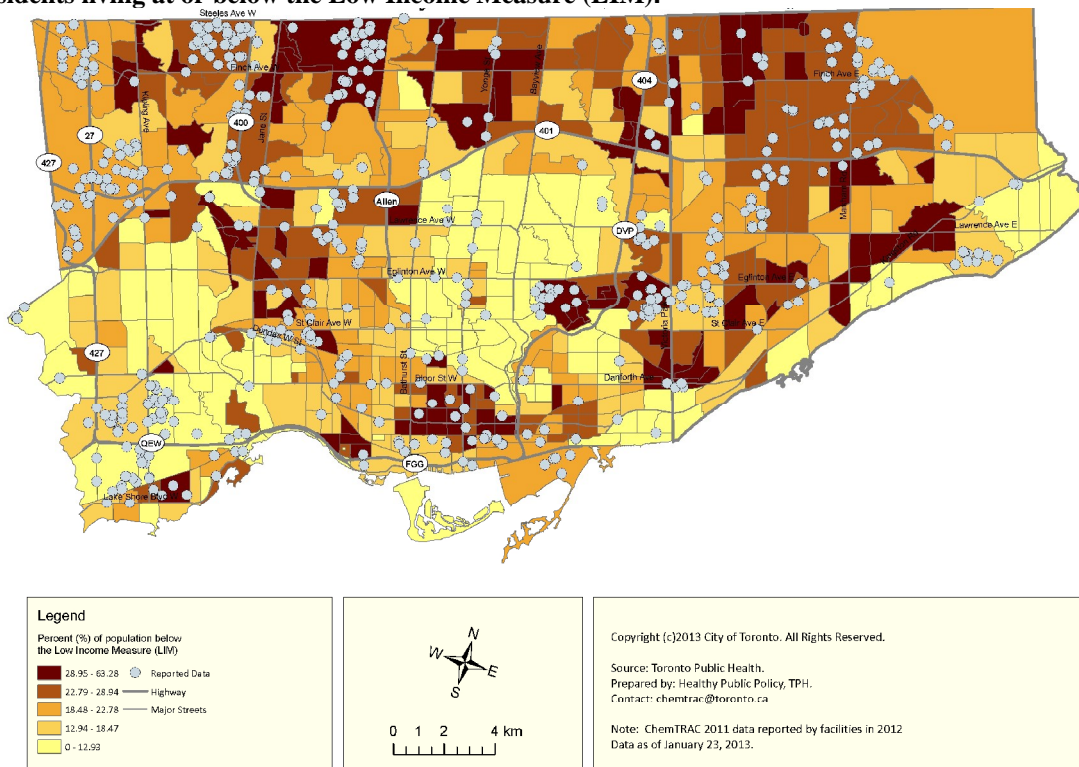 sidents living at or below the Low Income Measure (LIM).
Steeles Ave W
Finch Ave W
Finch Ave E
Kipling Ave
Jane St
Yonge St
Bayview Ave
404
27
400
401
427
Allen
Lawrence Ave W
DVP
Lawrence Ave E
Eglinton Ave W
Eglinton Ave E
St Clair Ave W
St Clair Ave E
Dundas St W
427
Bathurst St
Bloor St W
Danforth Ave
QEW
FGG
Lake Shore Blvd W
Legend
Percent (%) of population below
the Low Income Measure (LIM)
28.95 - 63.28 Reported Data
22.79 - 28.94 Highway
18.48 - 22.78 Major Streets
12.94 - 18.47
0 - 12.93
N
W
E
S
0 1 2 4 km
Copyright (c)2013 City of Toronto. All Rights Reserved.
Source: Toronto Public Health.
Prepared by: Healthy Public Policy, TPH.
Contact: chemtrac@toronto.ca
Note: ChemTRAC 2011 data reported by facilities in 2012
Data as of January 23, 2013.